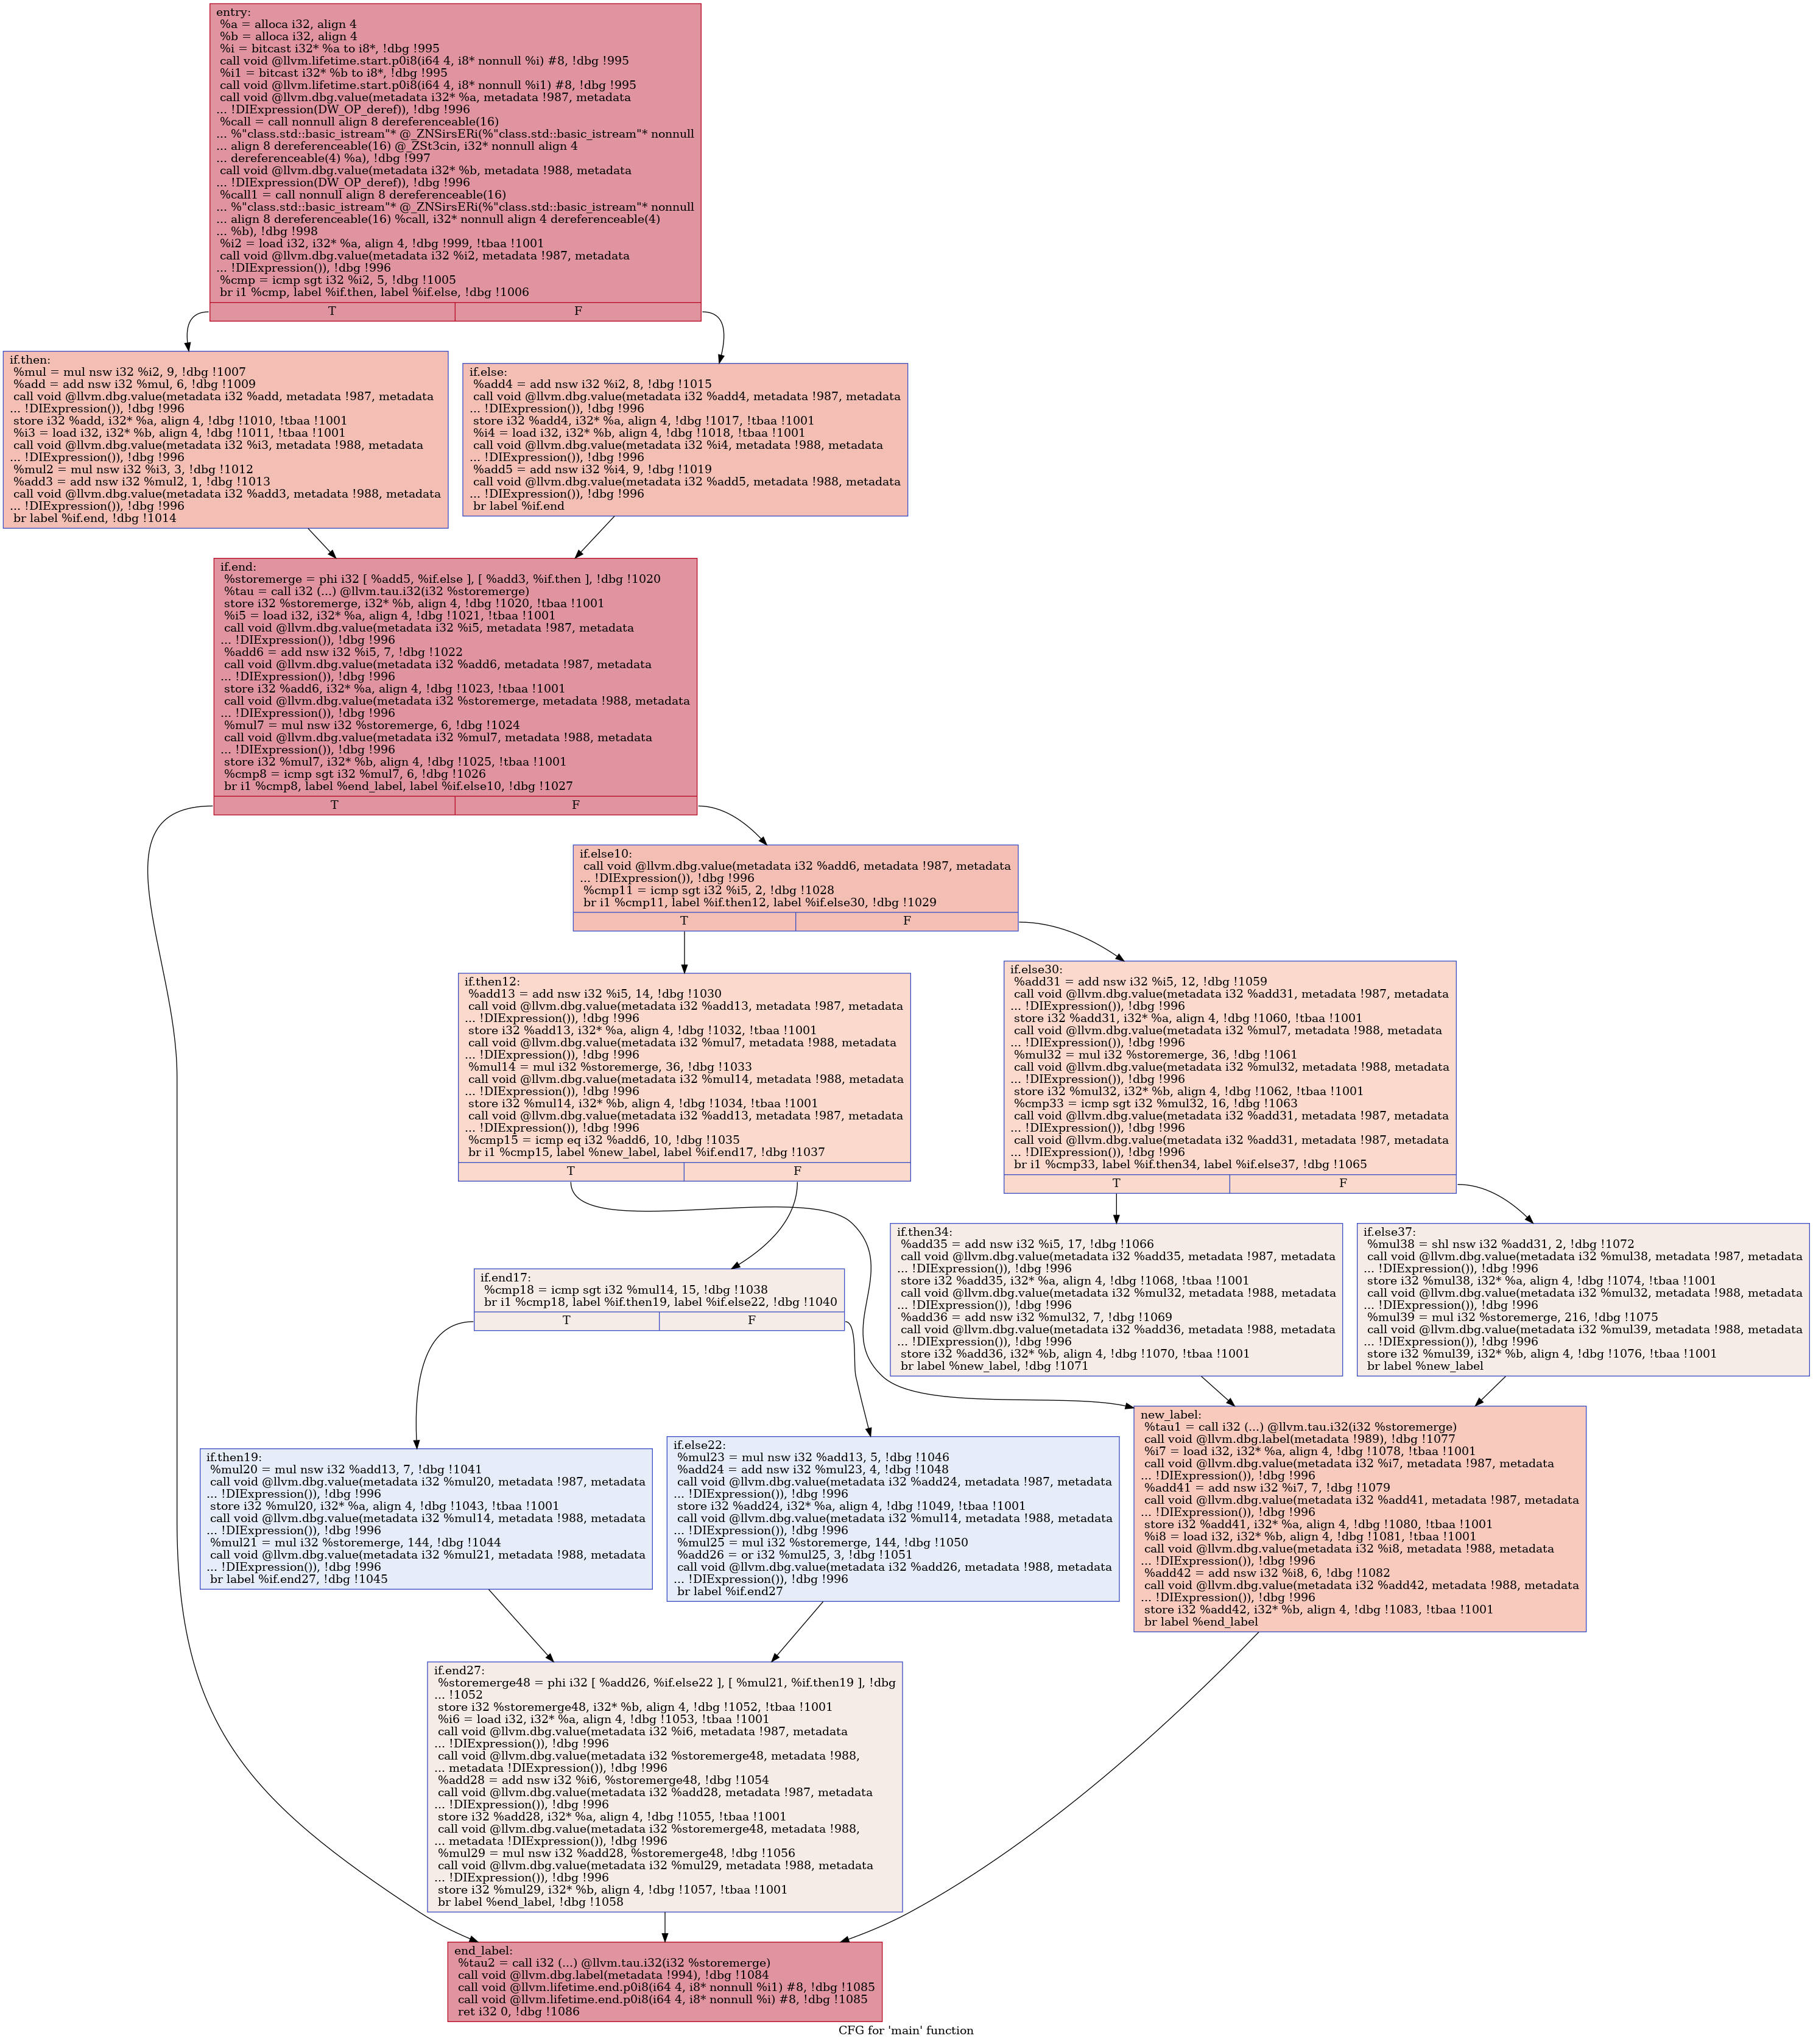 entry:
%a = alloca i32, align 4
%b = alloca i32, align 4
%i = bitcast i32* %a to i8*, !dbg !995
call void @llvm.lifetime.start.p0i8(i64 4, i8* nonnull %i) #8, !dbg !995
%i1 = bitcast i32* %b to i8*, !dbg !995
call void @llvm.lifetime.start.p0i8(i64 4, i8* nonnull %i1) #8, !dbg !995
call void @llvm.dbg.value(metadata i32* %a, metadata !987, metadata
... !DIExpression(DW_OP_deref)), !dbg !996
%call = call nonnull align 8 dereferenceable(16)
... %"class.std::basic_istream"* @_ZNSirsERi(%"class.std::basic_istream"* nonnull
... align 8 dereferenceable(16) @_ZSt3cin, i32* nonnull align 4
... dereferenceable(4) %a), !dbg !997
call void @llvm.dbg.value(metadata i32* %b, metadata !988, metadata
... !DIExpression(DW_OP_deref)), !dbg !996
%call1 = call nonnull align 8 dereferenceable(16)
... %"class.std::basic_istream"* @_ZNSirsERi(%"class.std::basic_istream"* nonnull
... align 8 dereferenceable(16) %call, i32* nonnull align 4 dereferenceable(4)
... %b), !dbg !998
%i2 = load i32, i32* %a, align 4, !dbg !999, !tbaa !1001
call void @llvm.dbg.value(metadata i32 %i2, metadata !987, metadata
... !DIExpression()), !dbg !996
%cmp = icmp sgt i32 %i2, 5, !dbg !1005
br i1 %cmp, label %if.then, label %if.else, !dbg !1006
T F
if.then:
%mul = mul nsw i32 %i2, 9, !dbg !1007
%add = add nsw i32 %mul, 6, !dbg !1009
call void @llvm.dbg.value(metadata i32 %add, metadata !987, metadata
... !DIExpression()), !dbg !996
store i32 %add, i32* %a, align 4, !dbg !1010, !tbaa !1001
%i3 = load i32, i32* %b, align 4, !dbg !1011, !tbaa !1001
call void @llvm.dbg.value(metadata i32 %i3, metadata !988, metadata
... !DIExpression()), !dbg !996
%mul2 = mul nsw i32 %i3, 3, !dbg !1012
%add3 = add nsw i32 %mul2, 1, !dbg !1013
call void @llvm.dbg.value(metadata i32 %add3, metadata !988, metadata
... !DIExpression()), !dbg !996
br label %if.end, !dbg !1014
if.else:
%add4 = add nsw i32 %i2, 8, !dbg !1015
call void @llvm.dbg.value(metadata i32 %add4, metadata !987, metadata
... !DIExpression()), !dbg !996
store i32 %add4, i32* %a, align 4, !dbg !1017, !tbaa !1001
%i4 = load i32, i32* %b, align 4, !dbg !1018, !tbaa !1001
call void @llvm.dbg.value(metadata i32 %i4, metadata !988, metadata
... !DIExpression()), !dbg !996
%add5 = add nsw i32 %i4, 9, !dbg !1019
call void @llvm.dbg.value(metadata i32 %add5, metadata !988, metadata
... !DIExpression()), !dbg !996
br label %if.end
if.end:
%storemerge = phi i32 [ %add5, %if.else ], [ %add3, %if.then ], !dbg !1020
%tau = call i32 (...) @llvm.tau.i32(i32 %storemerge)
store i32 %storemerge, i32* %b, align 4, !dbg !1020, !tbaa !1001
%i5 = load i32, i32* %a, align 4, !dbg !1021, !tbaa !1001
call void @llvm.dbg.value(metadata i32 %i5, metadata !987, metadata
... !DIExpression()), !dbg !996
%add6 = add nsw i32 %i5, 7, !dbg !1022
call void @llvm.dbg.value(metadata i32 %add6, metadata !987, metadata
... !DIExpression()), !dbg !996
store i32 %add6, i32* %a, align 4, !dbg !1023, !tbaa !1001
call void @llvm.dbg.value(metadata i32 %storemerge, metadata !988, metadata
... !DIExpression()), !dbg !996
%mul7 = mul nsw i32 %storemerge, 6, !dbg !1024
call void @llvm.dbg.value(metadata i32 %mul7, metadata !988, metadata
... !DIExpression()), !dbg !996
store i32 %mul7, i32* %b, align 4, !dbg !1025, !tbaa !1001
%cmp8 = icmp sgt i32 %mul7, 6, !dbg !1026
br i1 %cmp8, label %end_label, label %if.else10, !dbg !1027
T F
if.else10:
call void @llvm.dbg.value(metadata i32 %add6, metadata !987, metadata
... !DIExpression()), !dbg !996
%cmp11 = icmp sgt i32 %i5, 2, !dbg !1028
br i1 %cmp11, label %if.then12, label %if.else30, !dbg !1029
T F
if.then12:
%add13 = add nsw i32 %i5, 14, !dbg !1030
call void @llvm.dbg.value(metadata i32 %add13, metadata !987, metadata
... !DIExpression()), !dbg !996
store i32 %add13, i32* %a, align 4, !dbg !1032, !tbaa !1001
call void @llvm.dbg.value(metadata i32 %mul7, metadata !988, metadata
... !DIExpression()), !dbg !996
%mul14 = mul i32 %storemerge, 36, !dbg !1033
call void @llvm.dbg.value(metadata i32 %mul14, metadata !988, metadata
... !DIExpression()), !dbg !996
store i32 %mul14, i32* %b, align 4, !dbg !1034, !tbaa !1001
call void @llvm.dbg.value(metadata i32 %add13, metadata !987, metadata
... !DIExpression()), !dbg !996
%cmp15 = icmp eq i32 %add6, 10, !dbg !1035
br i1 %cmp15, label %new_label, label %if.end17, !dbg !1037
T F
if.else30:
%add31 = add nsw i32 %i5, 12, !dbg !1059
call void @llvm.dbg.value(metadata i32 %add31, metadata !987, metadata
... !DIExpression()), !dbg !996
store i32 %add31, i32* %a, align 4, !dbg !1060, !tbaa !1001
call void @llvm.dbg.value(metadata i32 %mul7, metadata !988, metadata
... !DIExpression()), !dbg !996
%mul32 = mul i32 %storemerge, 36, !dbg !1061
call void @llvm.dbg.value(metadata i32 %mul32, metadata !988, metadata
... !DIExpression()), !dbg !996
store i32 %mul32, i32* %b, align 4, !dbg !1062, !tbaa !1001
%cmp33 = icmp sgt i32 %mul32, 16, !dbg !1063
call void @llvm.dbg.value(metadata i32 %add31, metadata !987, metadata
... !DIExpression()), !dbg !996
call void @llvm.dbg.value(metadata i32 %add31, metadata !987, metadata
... !DIExpression()), !dbg !996
br i1 %cmp33, label %if.then34, label %if.else37, !dbg !1065
T F
if.then34:
%add35 = add nsw i32 %i5, 17, !dbg !1066
call void @llvm.dbg.value(metadata i32 %add35, metadata !987, metadata
... !DIExpression()), !dbg !996
store i32 %add35, i32* %a, align 4, !dbg !1068, !tbaa !1001
call void @llvm.dbg.value(metadata i32 %mul32, metadata !988, metadata
... !DIExpression()), !dbg !996
%add36 = add nsw i32 %mul32, 7, !dbg !1069
call void @llvm.dbg.value(metadata i32 %add36, metadata !988, metadata
... !DIExpression()), !dbg !996
store i32 %add36, i32* %b, align 4, !dbg !1070, !tbaa !1001
br label %new_label, !dbg !1071
if.else37:
%mul38 = shl nsw i32 %add31, 2, !dbg !1072
call void @llvm.dbg.value(metadata i32 %mul38, metadata !987, metadata
... !DIExpression()), !dbg !996
store i32 %mul38, i32* %a, align 4, !dbg !1074, !tbaa !1001
call void @llvm.dbg.value(metadata i32 %mul32, metadata !988, metadata
... !DIExpression()), !dbg !996
%mul39 = mul i32 %storemerge, 216, !dbg !1075
call void @llvm.dbg.value(metadata i32 %mul39, metadata !988, metadata
... !DIExpression()), !dbg !996
store i32 %mul39, i32* %b, align 4, !dbg !1076, !tbaa !1001
br label %new_label
if.end17:
%cmp18 = icmp sgt i32 %mul14, 15, !dbg !1038
br i1 %cmp18, label %if.then19, label %if.else22, !dbg !1040
T F
new_label:
%tau1 = call i32 (...) @llvm.tau.i32(i32 %storemerge)
call void @llvm.dbg.label(metadata !989), !dbg !1077
%i7 = load i32, i32* %a, align 4, !dbg !1078, !tbaa !1001
call void @llvm.dbg.value(metadata i32 %i7, metadata !987, metadata
... !DIExpression()), !dbg !996
%add41 = add nsw i32 %i7, 7, !dbg !1079
call void @llvm.dbg.value(metadata i32 %add41, metadata !987, metadata
... !DIExpression()), !dbg !996
store i32 %add41, i32* %a, align 4, !dbg !1080, !tbaa !1001
%i8 = load i32, i32* %b, align 4, !dbg !1081, !tbaa !1001
call void @llvm.dbg.value(metadata i32 %i8, metadata !988, metadata
... !DIExpression()), !dbg !996
%add42 = add nsw i32 %i8, 6, !dbg !1082
call void @llvm.dbg.value(metadata i32 %add42, metadata !988, metadata
... !DIExpression()), !dbg !996
store i32 %add42, i32* %b, align 4, !dbg !1083, !tbaa !1001
br label %end_label
if.then19:
%mul20 = mul nsw i32 %add13, 7, !dbg !1041
call void @llvm.dbg.value(metadata i32 %mul20, metadata !987, metadata
... !DIExpression()), !dbg !996
store i32 %mul20, i32* %a, align 4, !dbg !1043, !tbaa !1001
call void @llvm.dbg.value(metadata i32 %mul14, metadata !988, metadata
... !DIExpression()), !dbg !996
%mul21 = mul i32 %storemerge, 144, !dbg !1044
call void @llvm.dbg.value(metadata i32 %mul21, metadata !988, metadata
... !DIExpression()), !dbg !996
br label %if.end27, !dbg !1045
if.else22:
%mul23 = mul nsw i32 %add13, 5, !dbg !1046
%add24 = add nsw i32 %mul23, 4, !dbg !1048
call void @llvm.dbg.value(metadata i32 %add24, metadata !987, metadata
... !DIExpression()), !dbg !996
store i32 %add24, i32* %a, align 4, !dbg !1049, !tbaa !1001
call void @llvm.dbg.value(metadata i32 %mul14, metadata !988, metadata
... !DIExpression()), !dbg !996
%mul25 = mul i32 %storemerge, 144, !dbg !1050
%add26 = or i32 %mul25, 3, !dbg !1051
call void @llvm.dbg.value(metadata i32 %add26, metadata !988, metadata
... !DIExpression()), !dbg !996
br label %if.end27
if.end27:
%storemerge48 = phi i32 [ %add26, %if.else22 ], [ %mul21, %if.then19 ], !dbg
... !1052
store i32 %storemerge48, i32* %b, align 4, !dbg !1052, !tbaa !1001
%i6 = load i32, i32* %a, align 4, !dbg !1053, !tbaa !1001
call void @llvm.dbg.value(metadata i32 %i6, metadata !987, metadata
... !DIExpression()), !dbg !996
call void @llvm.dbg.value(metadata i32 %storemerge48, metadata !988,
... metadata !DIExpression()), !dbg !996
%add28 = add nsw i32 %i6, %storemerge48, !dbg !1054
call void @llvm.dbg.value(metadata i32 %add28, metadata !987, metadata
... !DIExpression()), !dbg !996
store i32 %add28, i32* %a, align 4, !dbg !1055, !tbaa !1001
call void @llvm.dbg.value(metadata i32 %storemerge48, metadata !988,
... metadata !DIExpression()), !dbg !996
%mul29 = mul nsw i32 %add28, %storemerge48, !dbg !1056
call void @llvm.dbg.value(metadata i32 %mul29, metadata !988, metadata
... !DIExpression()), !dbg !996
store i32 %mul29, i32* %b, align 4, !dbg !1057, !tbaa !1001
br label %end_label, !dbg !1058
end_label:
%tau2 = call i32 (...) @llvm.tau.i32(i32 %storemerge)
call void @llvm.dbg.label(metadata !994), !dbg !1084
call void @llvm.lifetime.end.p0i8(i64 4, i8* nonnull %i1) #8, !dbg !1085
call void @llvm.lifetime.end.p0i8(i64 4, i8* nonnull %i) #8, !dbg !1085
ret i32 0, !dbg !1086
CFG for 'main' function